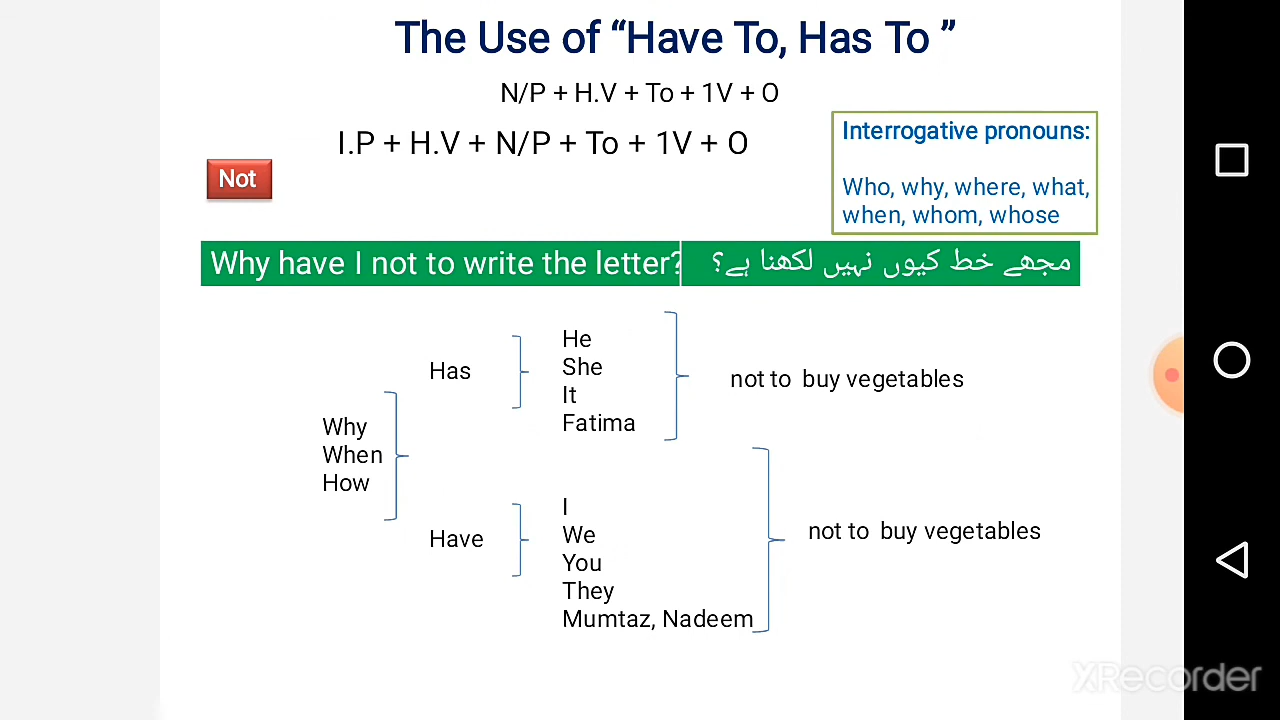 The Use of “Have To, Has To ”
N/P + H.V + To + 1V + O
I.P + H.V + N/P + To + 1V + O
Not
Interrogative pronouns:
Who, why, where, what,
when, whom, whose
Why have I not to write the letter?
مجھے خط کیوں نہیں لکھنا ہے؟
Why
When
How
Has
He
She
It
Fatima
not to buy vegetables
Have
I
We
You
They
Mumtaz, Nadeem
not to buy vegetables
XRecorder